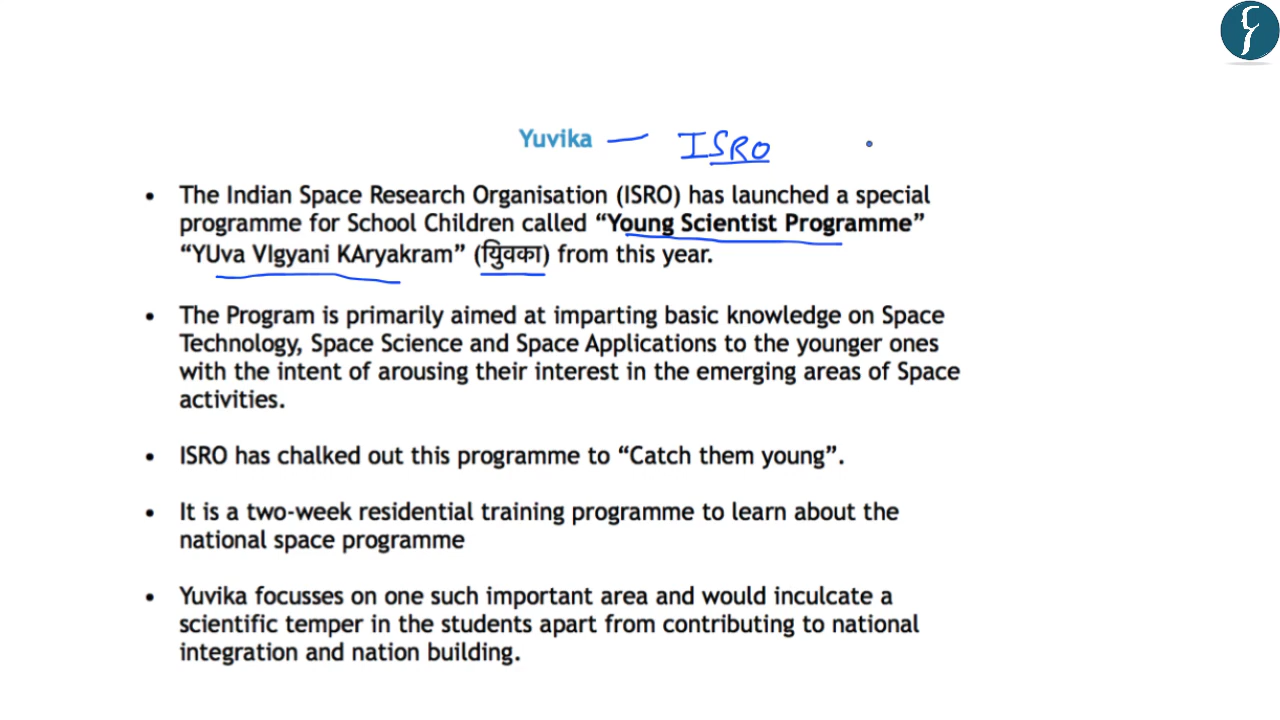 Yuvika — ISRO
• The Indian Space Research Organisation (ISRO) has launched a special
programme for School Children called “Young Scientist Programme”
“YUva VIgyani KAryakram” (युिवका) from this year.
• The Program is primarily aimed at imparting basic knowledge on Space
Technology, Space Science and Space Applications to the younger ones
with the intent of arousing their interest in the emerging areas of Space
activities.
• ISRO has chalked out this programme to “Catch them young”.
• It is a two-week residential training programme to learn about the
national space programme
• Yuvika focusses on one such important area and would inculcate a
scientific temper in the students apart from contributing to national
integration and nation building.